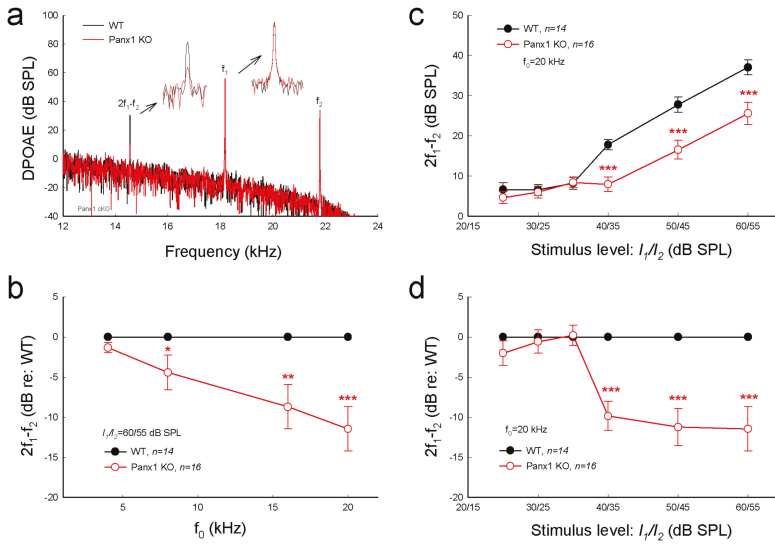 a
WT
Panx1 KO
f1
2f1-f2
f2
DPOAE (dB SPL)
100
80
60
40
20
0
-20
-40
Panx1 cKO
12 14 16 18 20 22 24
Frequency (kHz)
c
WT, n=14
Panx1 KO, n=16
f0=20 kHz
2f1-f2 (dB SPL)
50
40
30
20
10
0
***
***
***
20/15 30/25 40/35 50/45 60/55
Stimulus level: I1/I2 (dB SPL)
b
2f1-f2 (dB re: WT)
5
0
-5
-10
-15
-20
*
**
***
I1/I2=60/55 dB SPL
WT, n=14
Panx1 KO, n=16
5 10 15 20
f0 (kHz)
d
2f1-f2 (dB re: WT)
5
0
-5
-10
-15
-20
***
***
***
f0=20 kHz
WT, n=14
Panx1 KO, n=16
20/15 30/25 40/35 50/45 60/55
Stimulus level: I1/I2 (dB SPL)